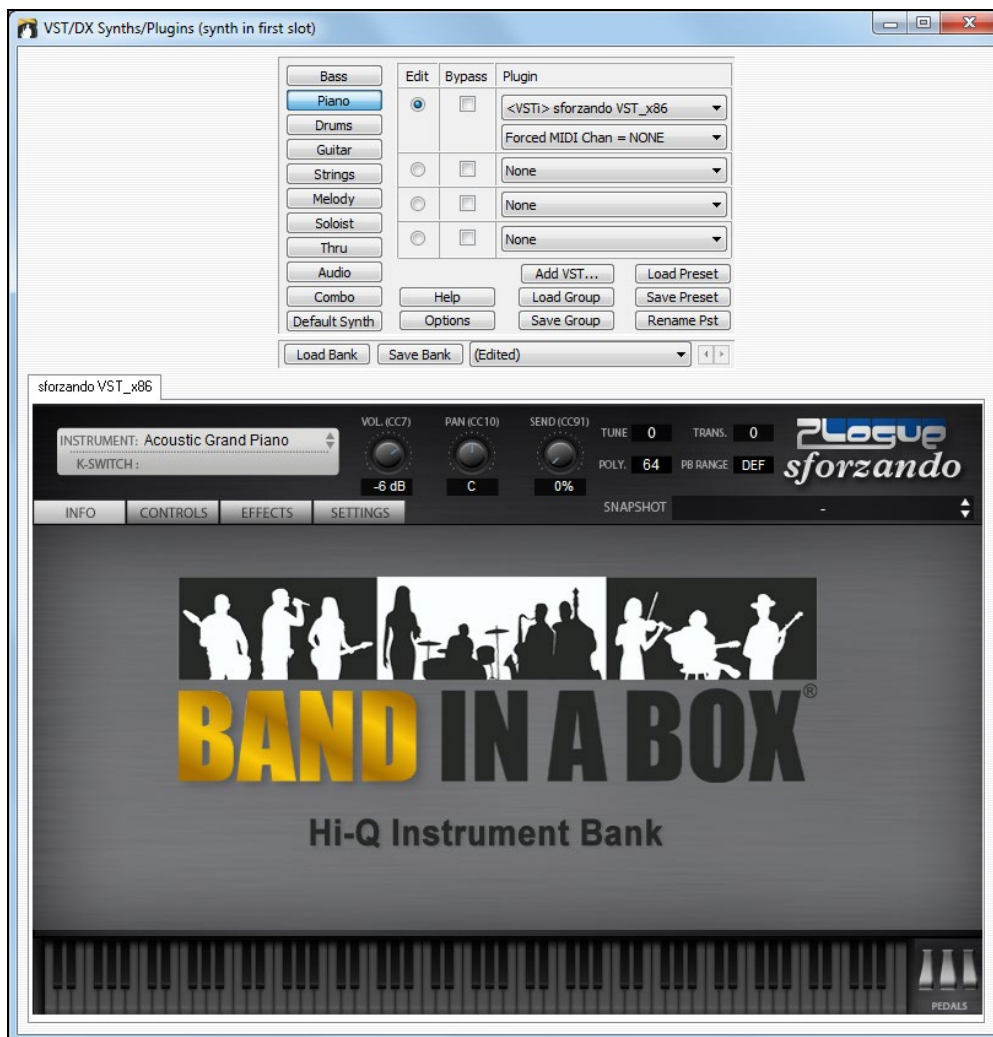 VST/DX Synths/Plugins (synth in first slot)
Bass Edit Bypass Plugin
Piano <VSTi> sforzando VST_x86
Drums
Forced MIDI Chan = NONE
Guitar
Strings None
Melody None
Soloist
Thru None
Audio Add VST... Load Preset
Combo Help Load Group Save Preset
Default Synth Options Save Group Rename Pst
Load Bank Save Bank (Edited)
sforzando VST_x86
INSTRUMENT: Acoustic Grand Piano
K-SWITCH :
VOL. (CC7) PAN (CC10) SEND (CC91)
-6 dB C 0%
TUNE 0 TRANS. 0
POLY. 64 PB RANGE DEF
PLOGUE
sforzando
INFO CONTROLS EFFECTS SETTINGS
SNAPSHOT -
BAND IN A BOX®
Hi-Q Instrument Bank
PEDALS